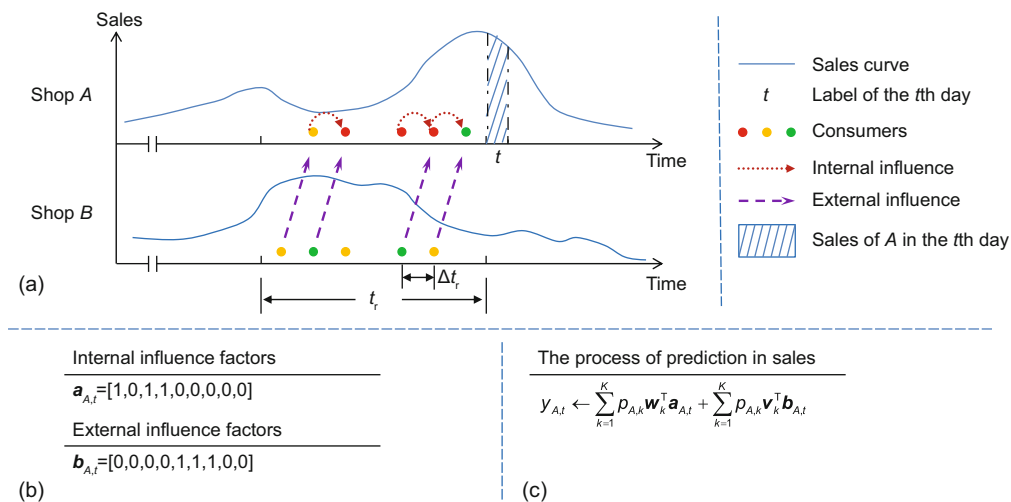 Sales
Shop A
t
Time
Shop B
Time
Δt_r
t_r
(a)
Sales curve
t Label of the tth day
Consumers
Internal influence
External influence
Sales of A in the tth day
Internal influence factors
a_{A,t}=[1,0,1,1,0,0,0,0,0]
External influence factors
b_{A,t}=[0,0,0,0,1,1,1,0,0]
(b)
The process of prediction in sales
y_{A,t} ← ∑_{k=1}^{K} p_{A,k} w_k^T a_{A,t} + ∑_{k=1}^{K} p_{A,k} v_k^T b_{A,t}
(c)